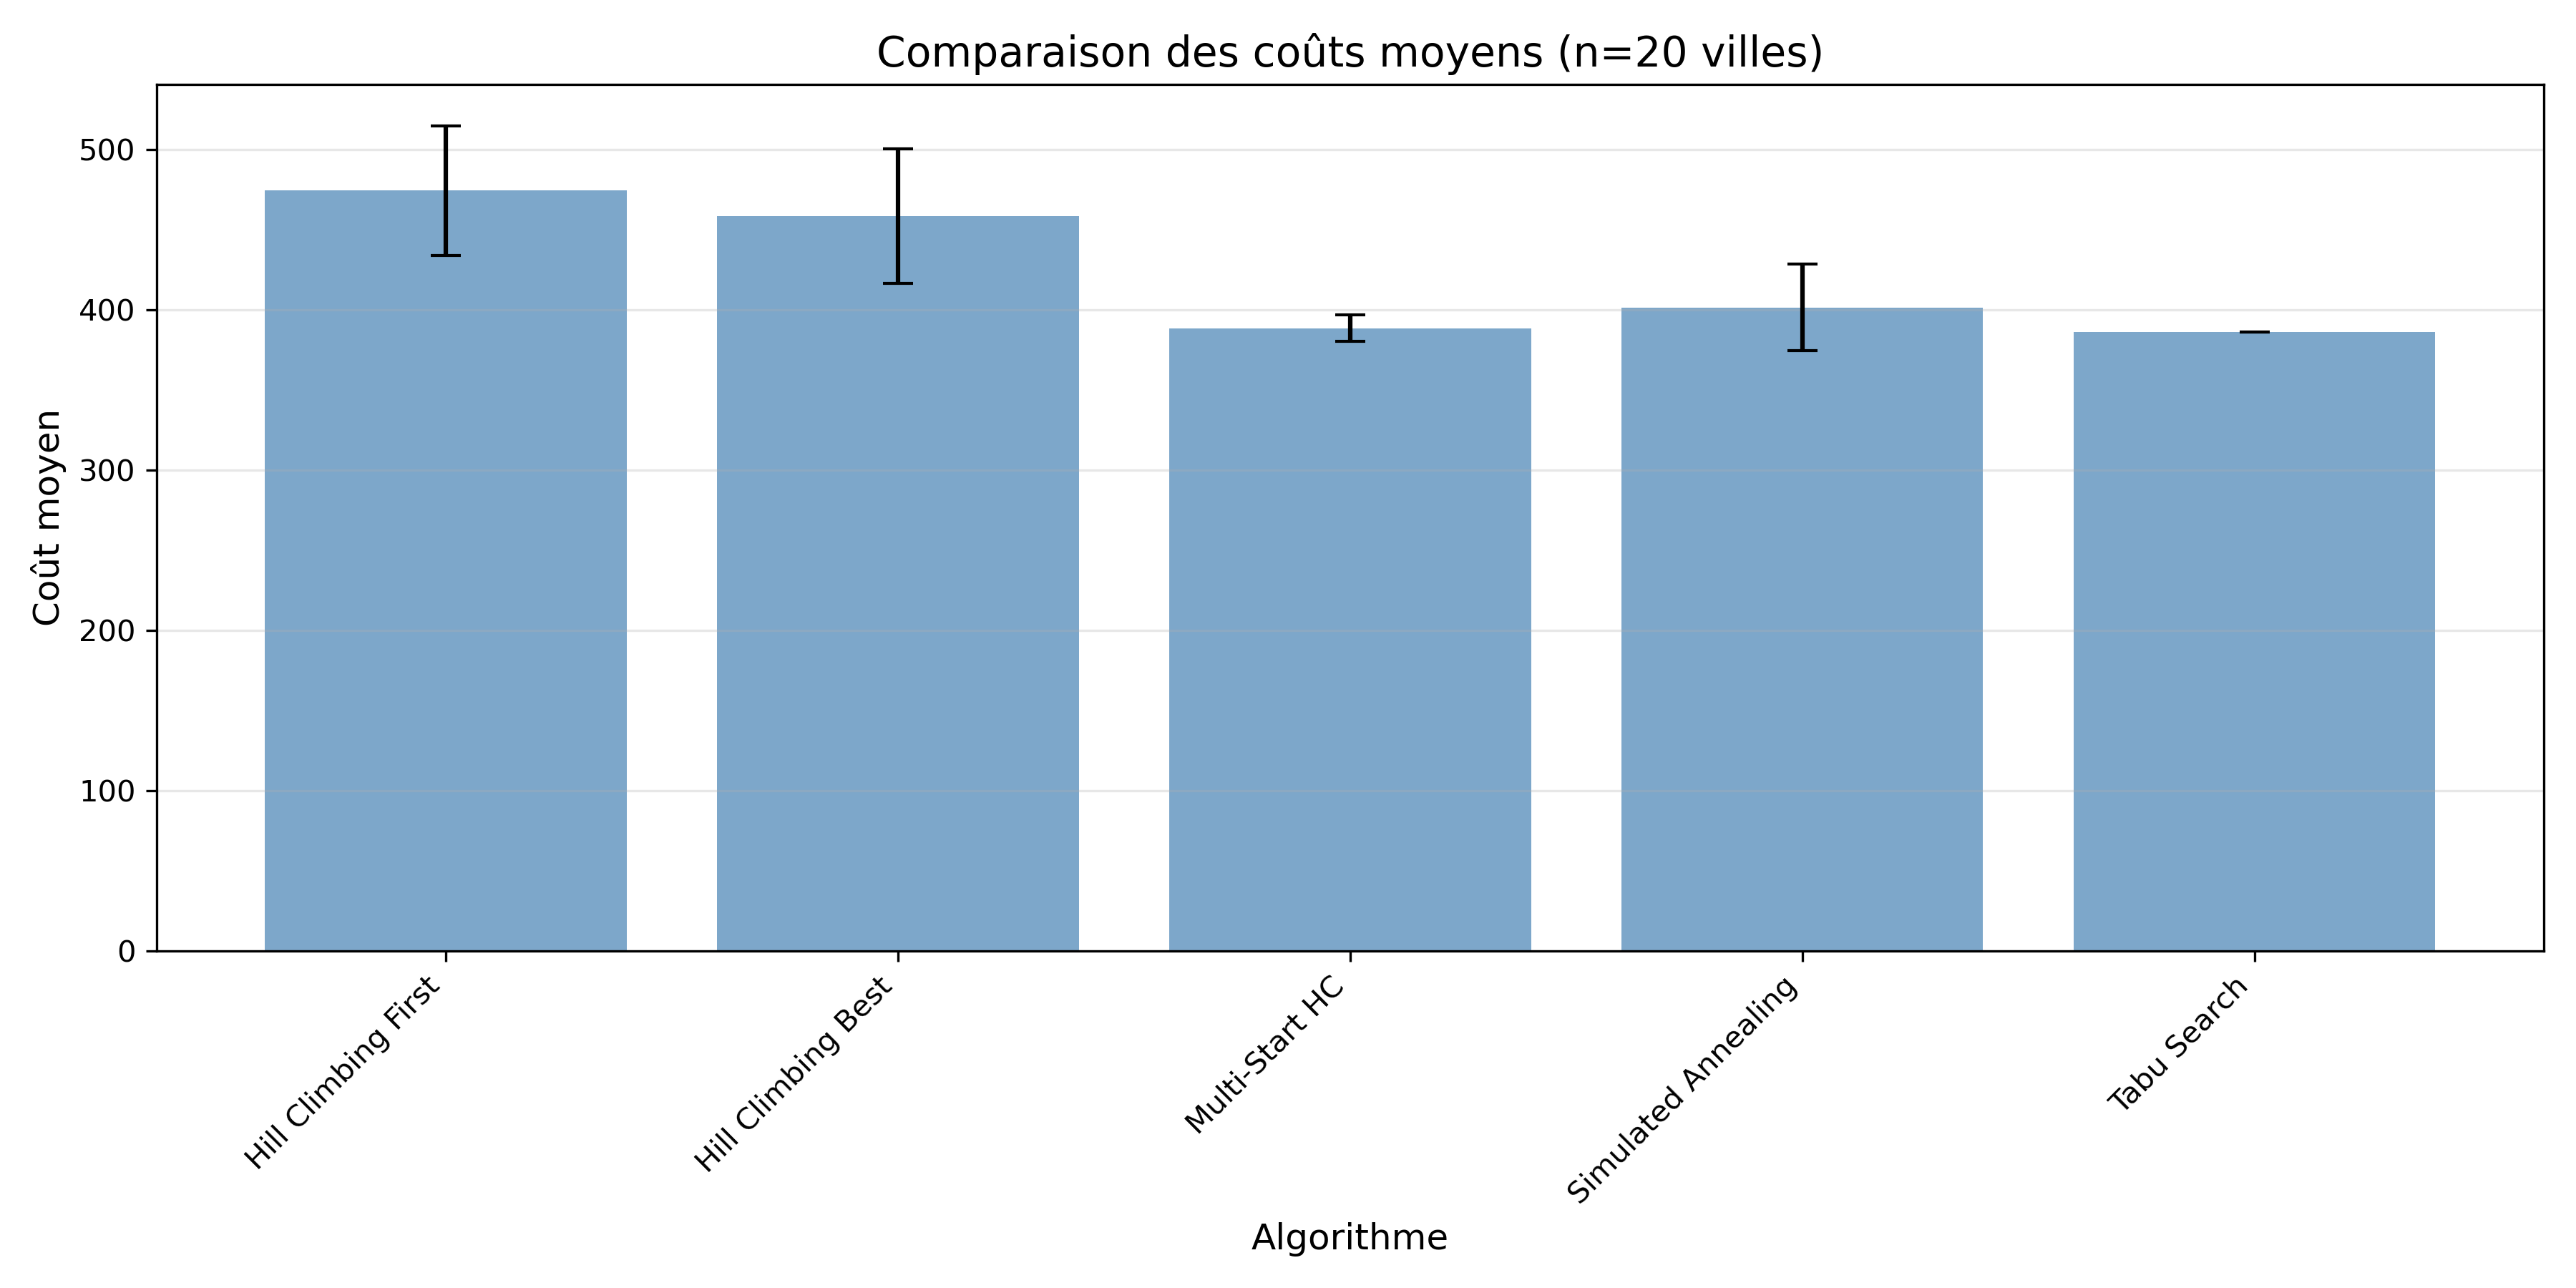 Comparaison des coûts moyens (n=20 villes)
500
400
300
200
100
0
Coût moyen
Hill Climbing First
Hill Climbing Best
Multi-Start HC
Simulated Annealing
Tabu Search
Algorithme